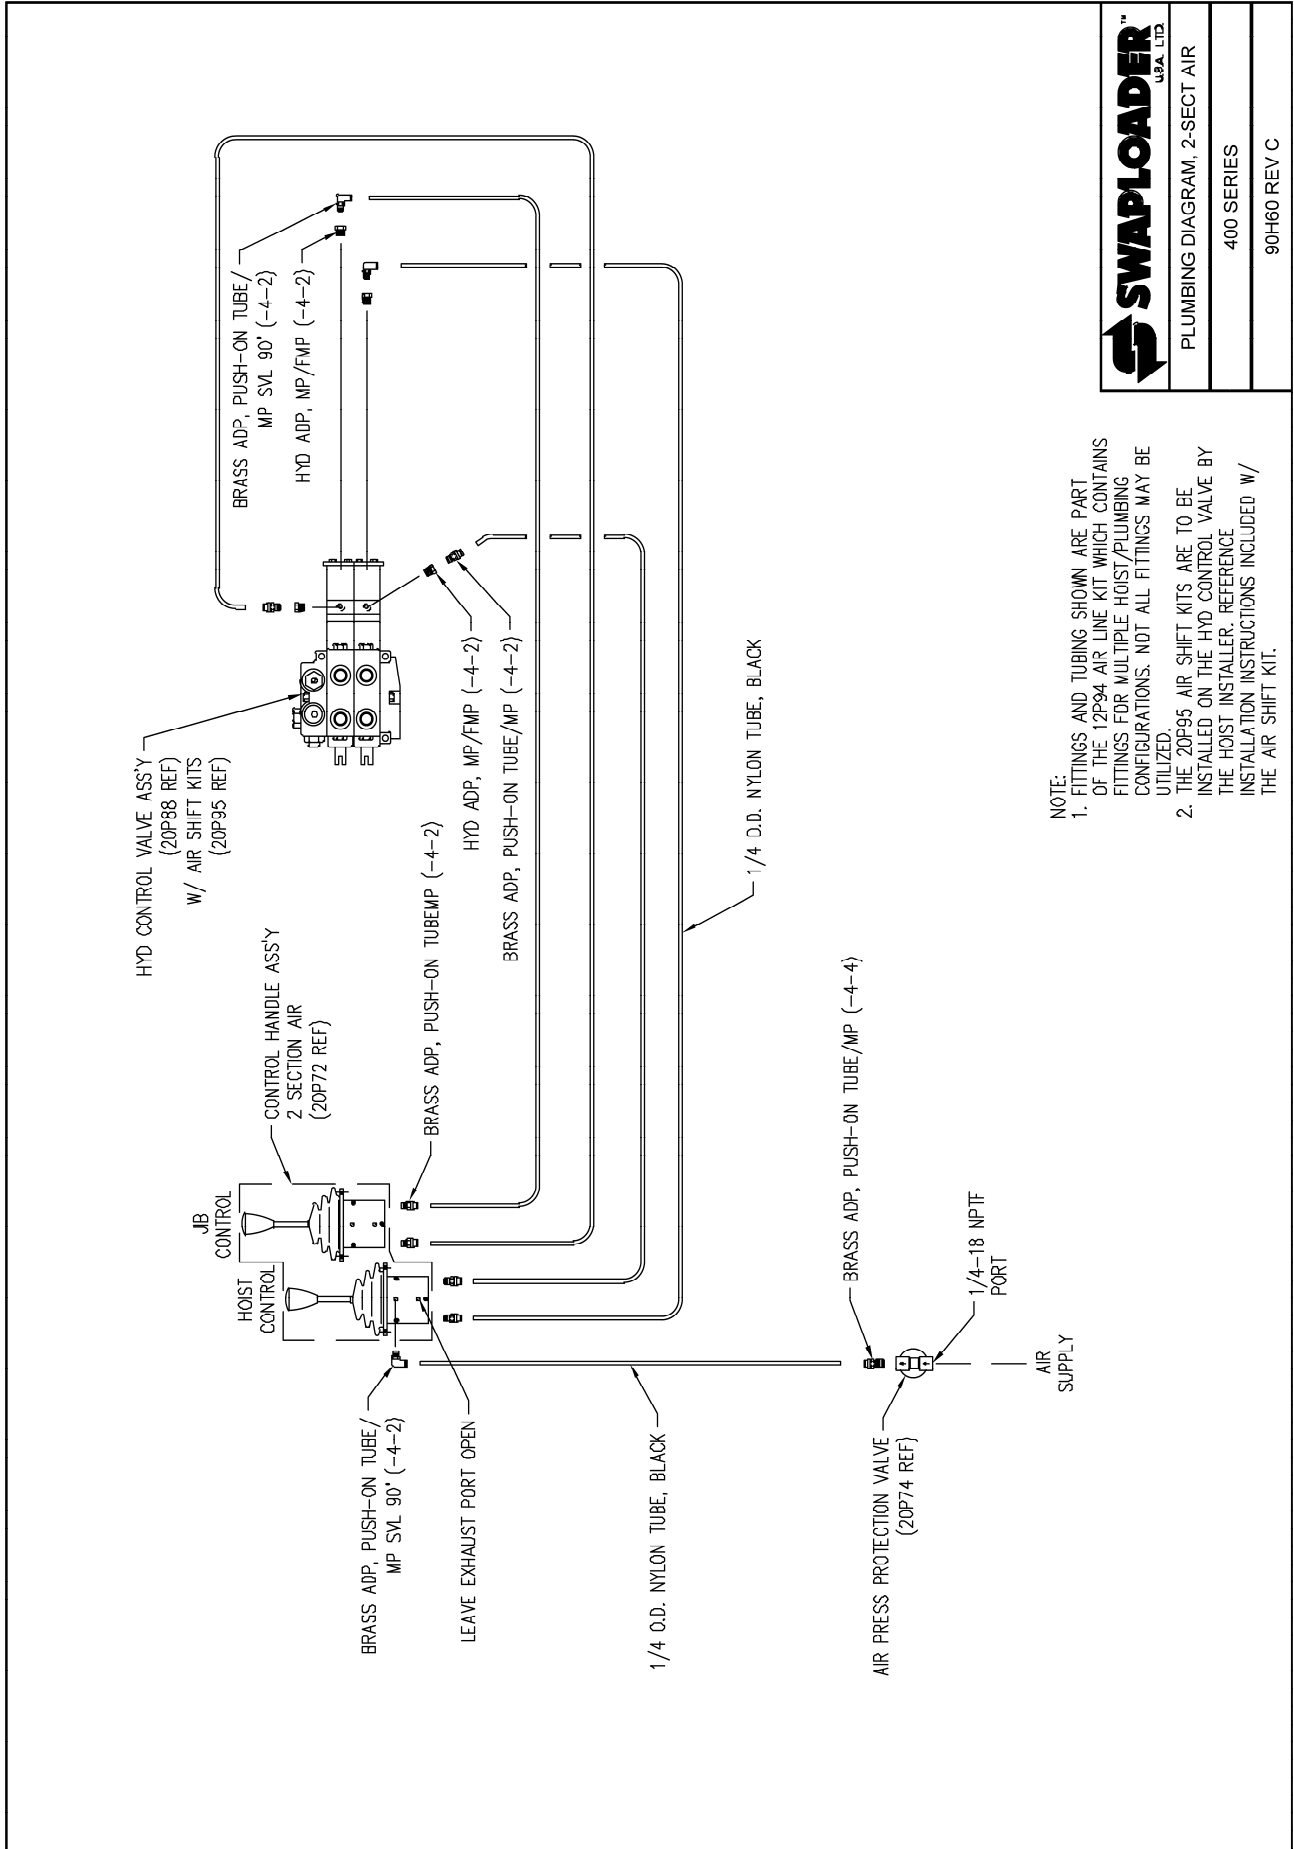 HYD CONTROL VALVE ASS'Y
(20P88 REF)
W/ AIR SHIFT KITS
(20P95 REF)
BRASS ADP, PUSH-ON TUBE/
MP SVL 90° (-4-2)
HYD ADP, MP/FMP (-4-2)
JIB
CONTROL
HOIST
CONTROL
CONTROL HANDLE ASS'Y
2 SECTION AIR
(20P72 REF)
BRASS ADP, PUSH-ON TUBEMP (-4-2)
HYD ADP, MP/FMP (-4-2)
BRASS ADP, PUSH-ON TUBE/MP (-4-2)
BRASS ADP, PUSH-ON TUBE/
MP SVL 90° (-4-2)
LEAVE EXHAUST PORT OPEN
1/4 O.D. NYLON TUBE, BLACK
1/4 O.D. NYLON TUBE, BLACK
BRASS ADP, PUSH-ON TUBE/MP (-4-4)
AIR PRESS PROTECTION VALVE
(20P74 REF)
1/4-18 NPTF
PORT
AIR
SUPPLY
NOTE:
1. FITTINGS AND TUBING SHOWN ARE PART
OF THE 12P94 AIR LINE KIT WHICH CONTAINS
FITTINGS FOR MULTIPLE HOIST/PLUMBING
CONFIGURATIONS. NOT ALL FITTINGS MAY BE
UTILIZED.
2. THE 20P95 AIR SHIFT KITS ARE TO BE
INSTALLED ON THE HYD CONTROL VALVE BY
THE HOIST INSTALLER. REFERENCE
INSTALLATION INSTRUCTIONS INCLUDED W/
THE AIR SHIFT KIT.
SWAPLOADER™
U.S.A. LTD.
PLUMBING DIAGRAM, 2-SECT AIR
400 SERIES
90H60 REV C